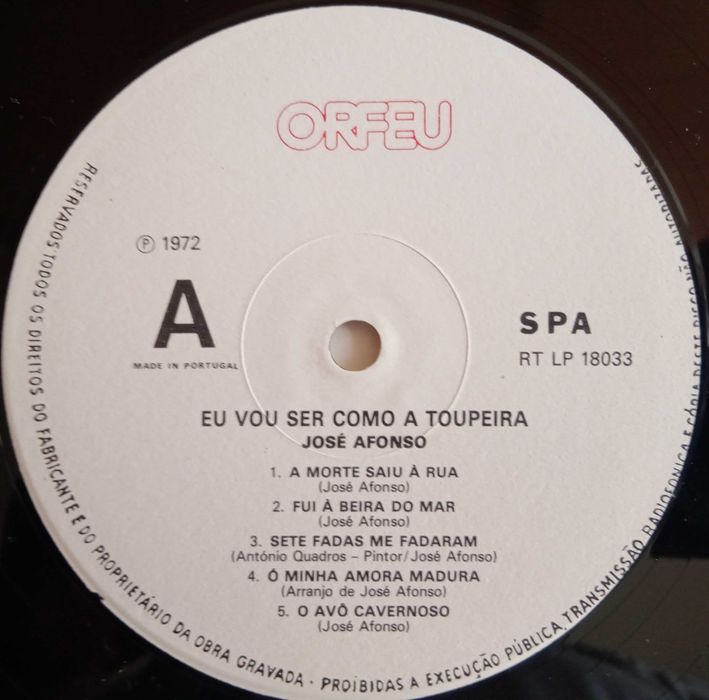 ORFEU
℗ 1972
A
MADE IN PORTUGAL
SPA
RT LP 18033
EU VOU SER COMO A TOUPEIRA
JOSÉ AFONSO
1. A MORTE SAIU À RUA
(José Afonso)
2. FUI À BEIRA DO MAR
(José Afonso)
3. SETE FADAS ME FADARAM
(António Quadros – Pintor/José Afonso)
4. Ó MINHA AMORA MADURA
(Arranjo de José Afonso)
5. O AVÔ CAVERNOSO
(José Afonso)
RESERVADOS TODOS OS DIREITOS DO FABRICANTE E DO PROPRIETÁRIO DA OBRA GRAVADA · PROIBIDAS A EXECUÇÃO PÚBLICA, TRANSMISSÃO RADIOFONICA E CÓPIA DESTE DISCO NÃO AUTORIZADAS